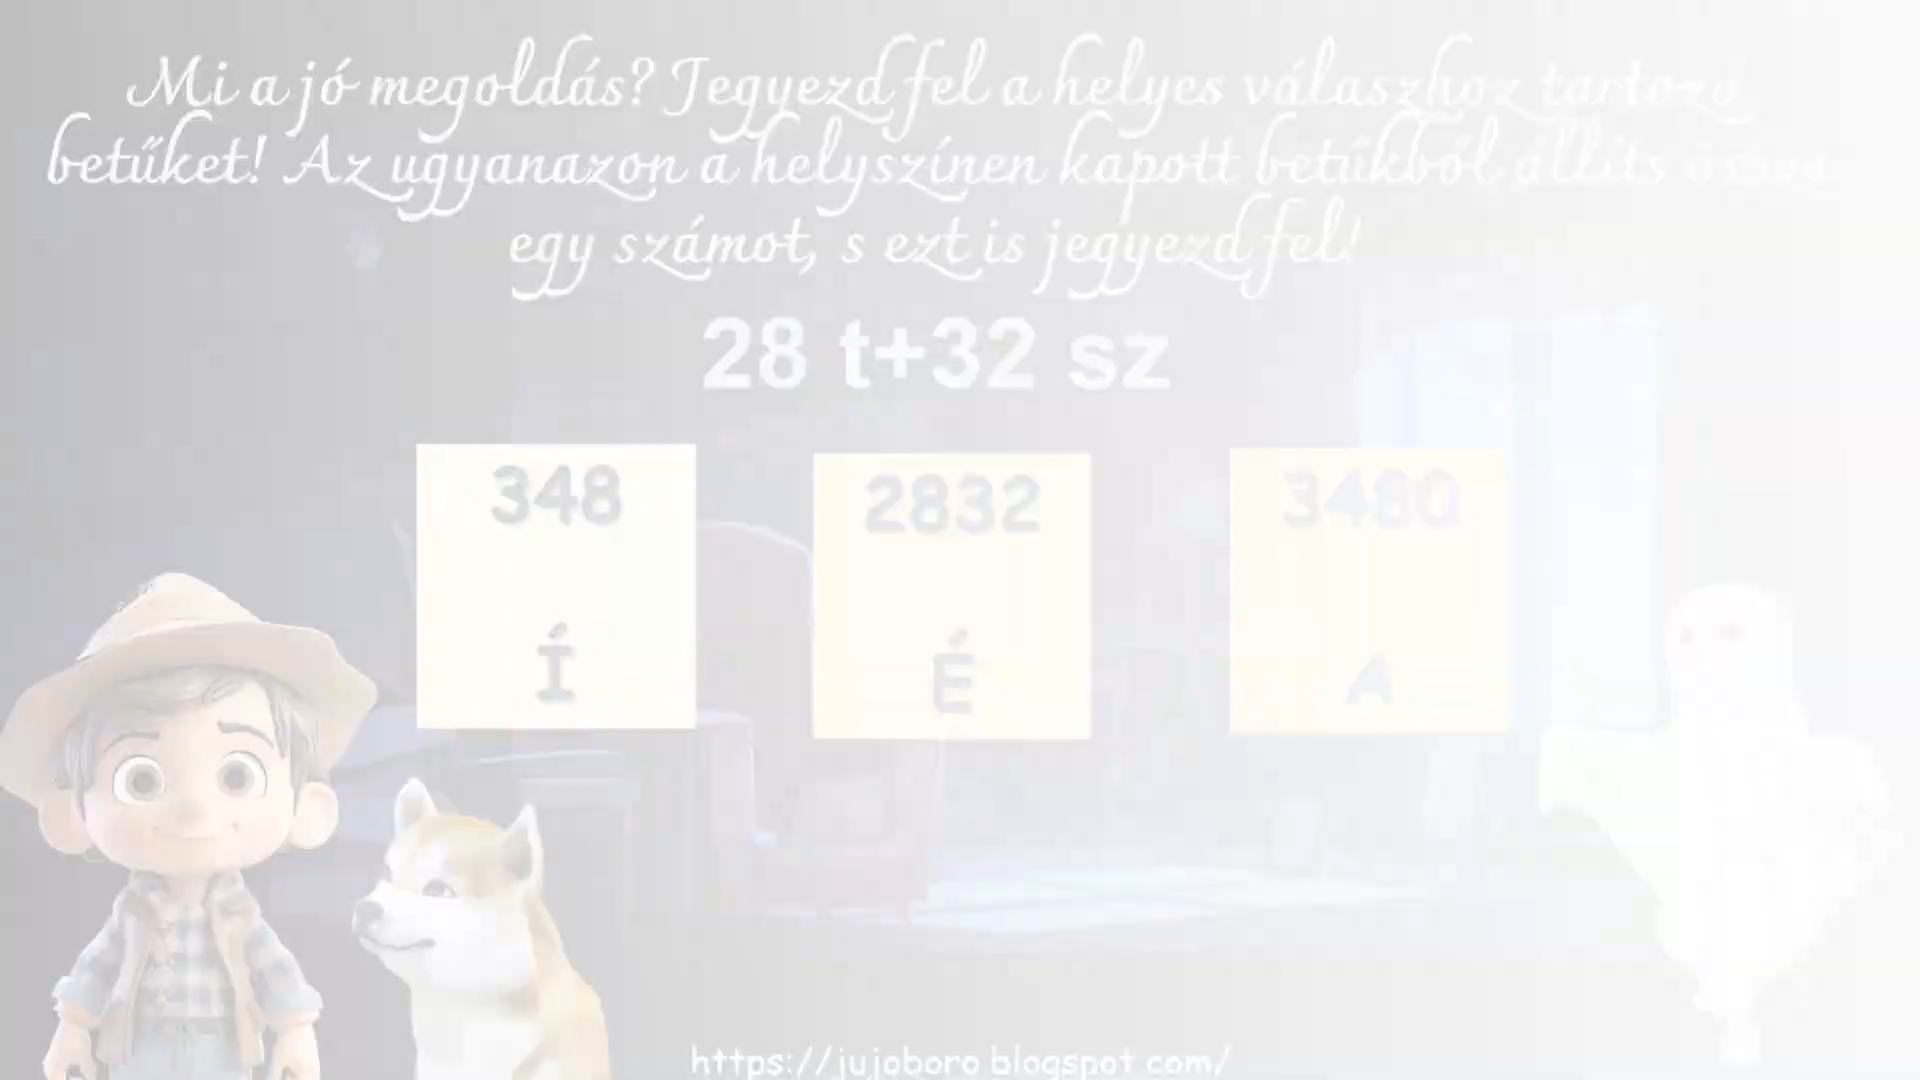 Mi a jó megoldás? Jegyezd fel a helyes válaszhoz tartozó
betűket! Az ugyanazon a helyszínen kapott betűkből állíts össze
egy számot, s ezt is jegyezd fel!
28 t+32 sz
348 2832 3480
Í É A
https://jujoboro.blogspot.com/